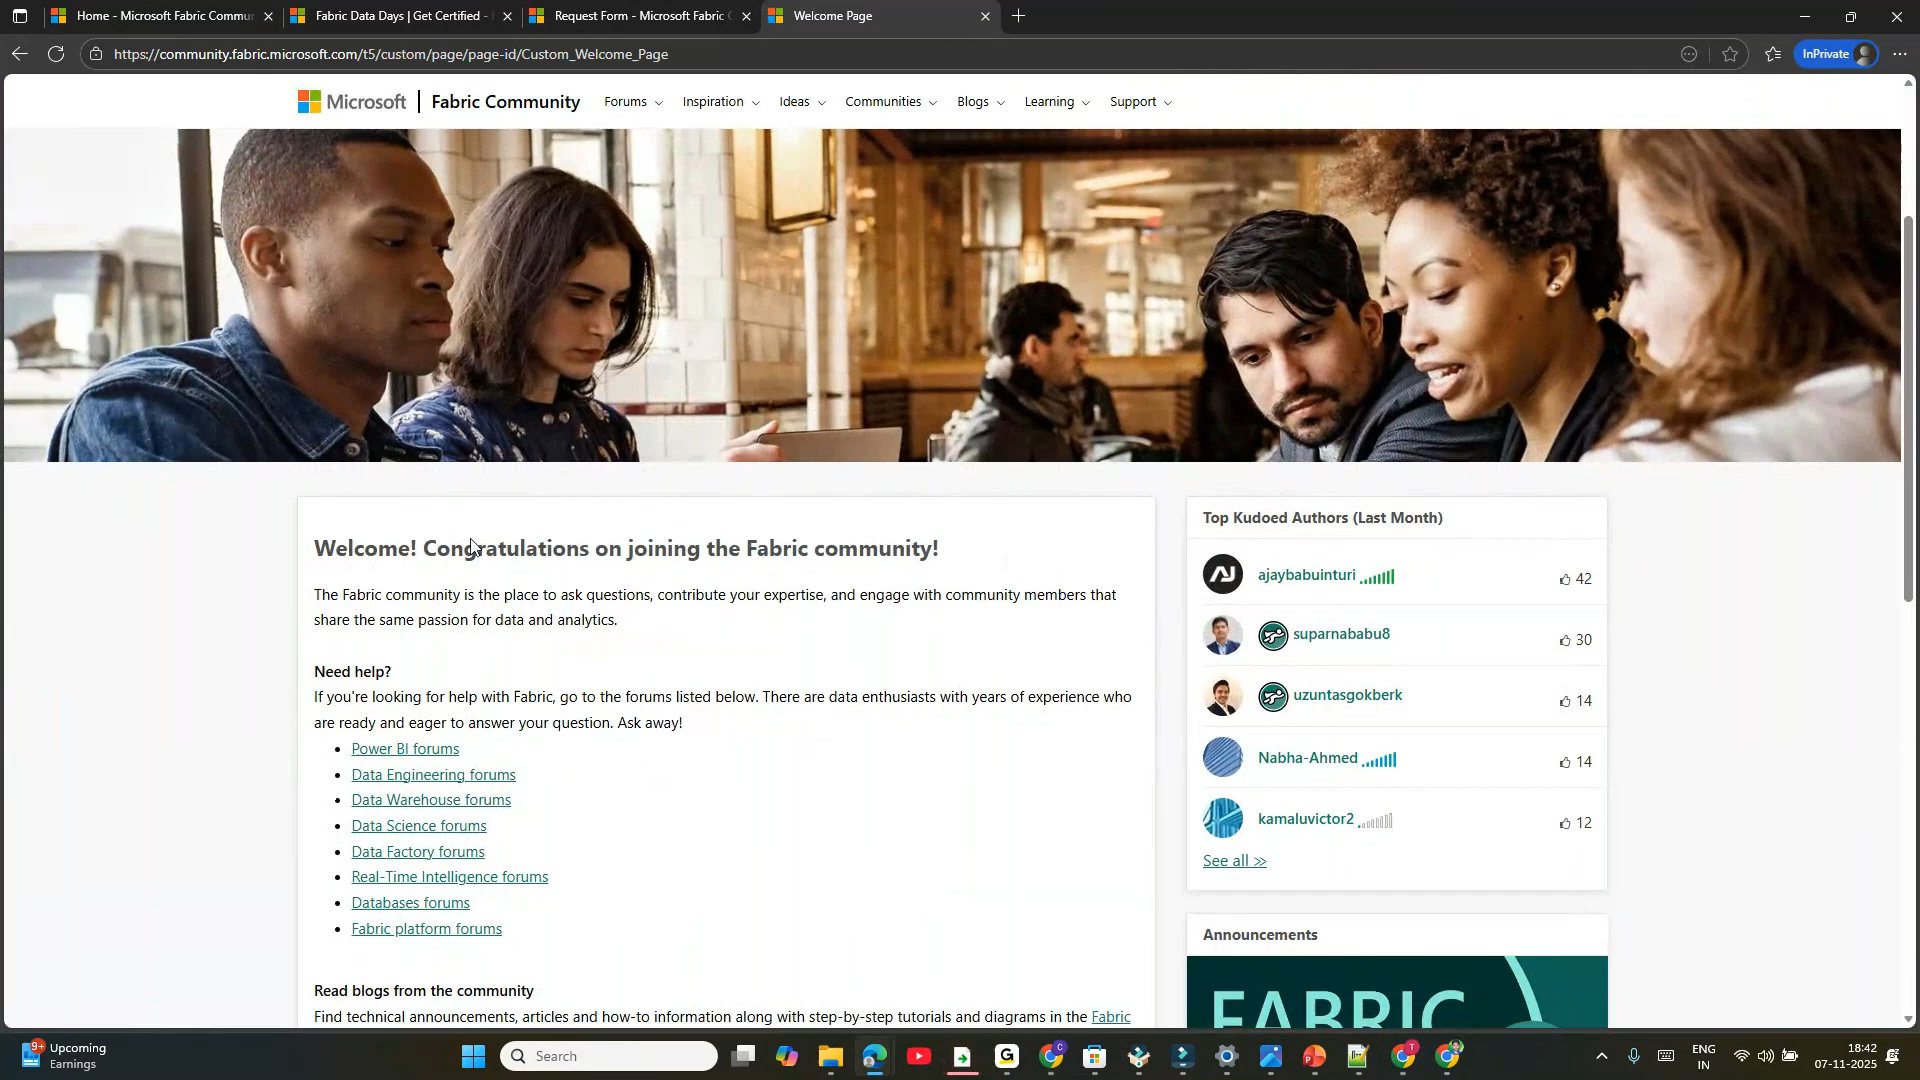 Home - Microsoft Fabric Commu
Fabric Data Days | Get Certified -
Request Form - Microsoft Fabric
Welcome Page
https://community.fabric.microsoft.com/t5/custom/page/page-id/Custom_Welcome_Page
InPrivate
Microsoft | Fabric Community
Forums
Inspiration
Ideas
Communities
Blogs
Learning
Support
Welcome! Congratulations on joining the Fabric community!
The Fabric community is the place to ask questions, contribute your expertise, and engage with community members that
share the same passion for data and analytics.
Need help?
If you're looking for help with Fabric, go to the forums listed below. There are data enthusiasts with years of experience who
are ready and eager to answer your question. Ask away!
• Power BI forums
• Data Engineering forums
• Data Warehouse forums
• Data Science forums
• Data Factory forums
• Real-Time Intelligence forums
• Databases forums
• Fabric platform forums
Read blogs from the community
Find technical announcements, articles and how-to information along with step-by-step tutorials and diagrams in the Fabric
Top Kudoed Authors (Last Month)
ajaybabuinturi 42
suparnababu8 30
uzuntasgokberk 14
Nabha-Ahmed 14
kamaluvictor2 12
See all >>
Announcements
FABRIC
9+
Upcoming
Earnings
Search
ENG
IN
18:42
07-11-2025